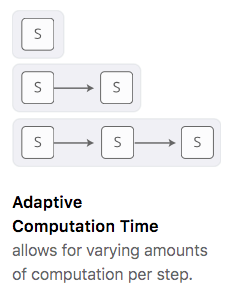 S
S S
S S S
Adaptive
Computation Time
allows for varying amounts
of computation per step.